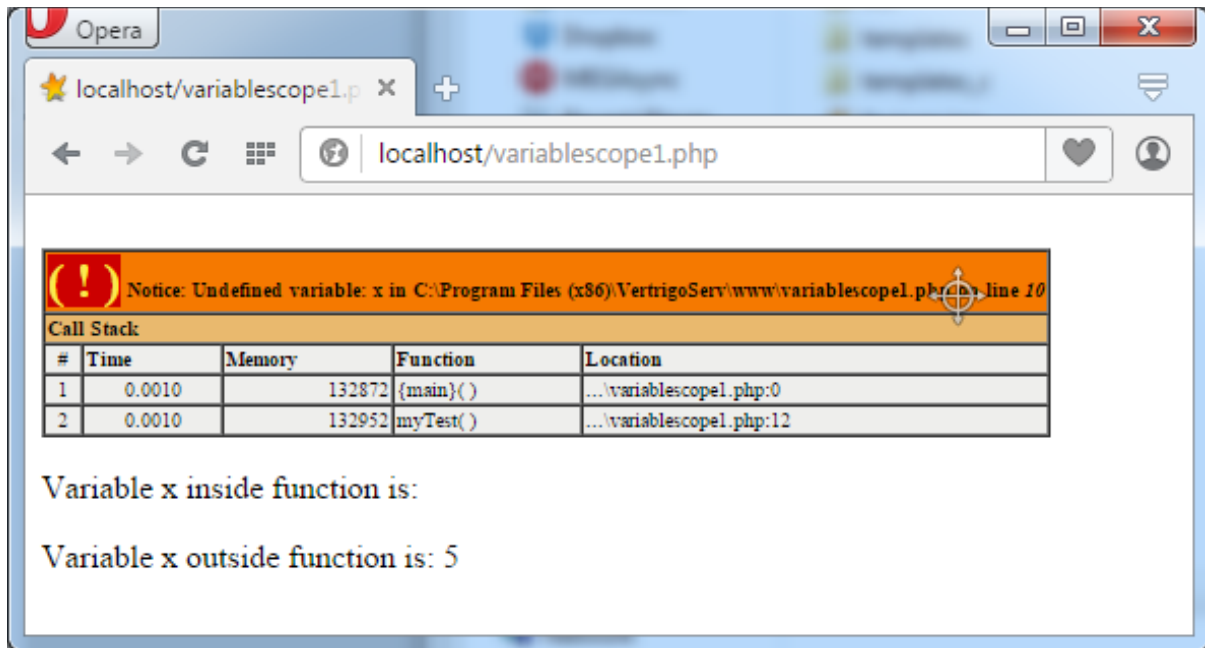 Opera
localhost/variablescope1.p
localhost/variablescope1.php
( ! ) Notice: Undefined variable: x in C:\Program Files (x86)\VertrigoServ\www\variablescope1.php on line 10
Call Stack
# Time Memory Function Location
1 0.0010 132872 {main}( ) ...\variablescope1.php:0
2 0.0010 132952 myTest( ) ...\variablescope1.php:12
Variable x inside function is:
Variable x outside function is: 5